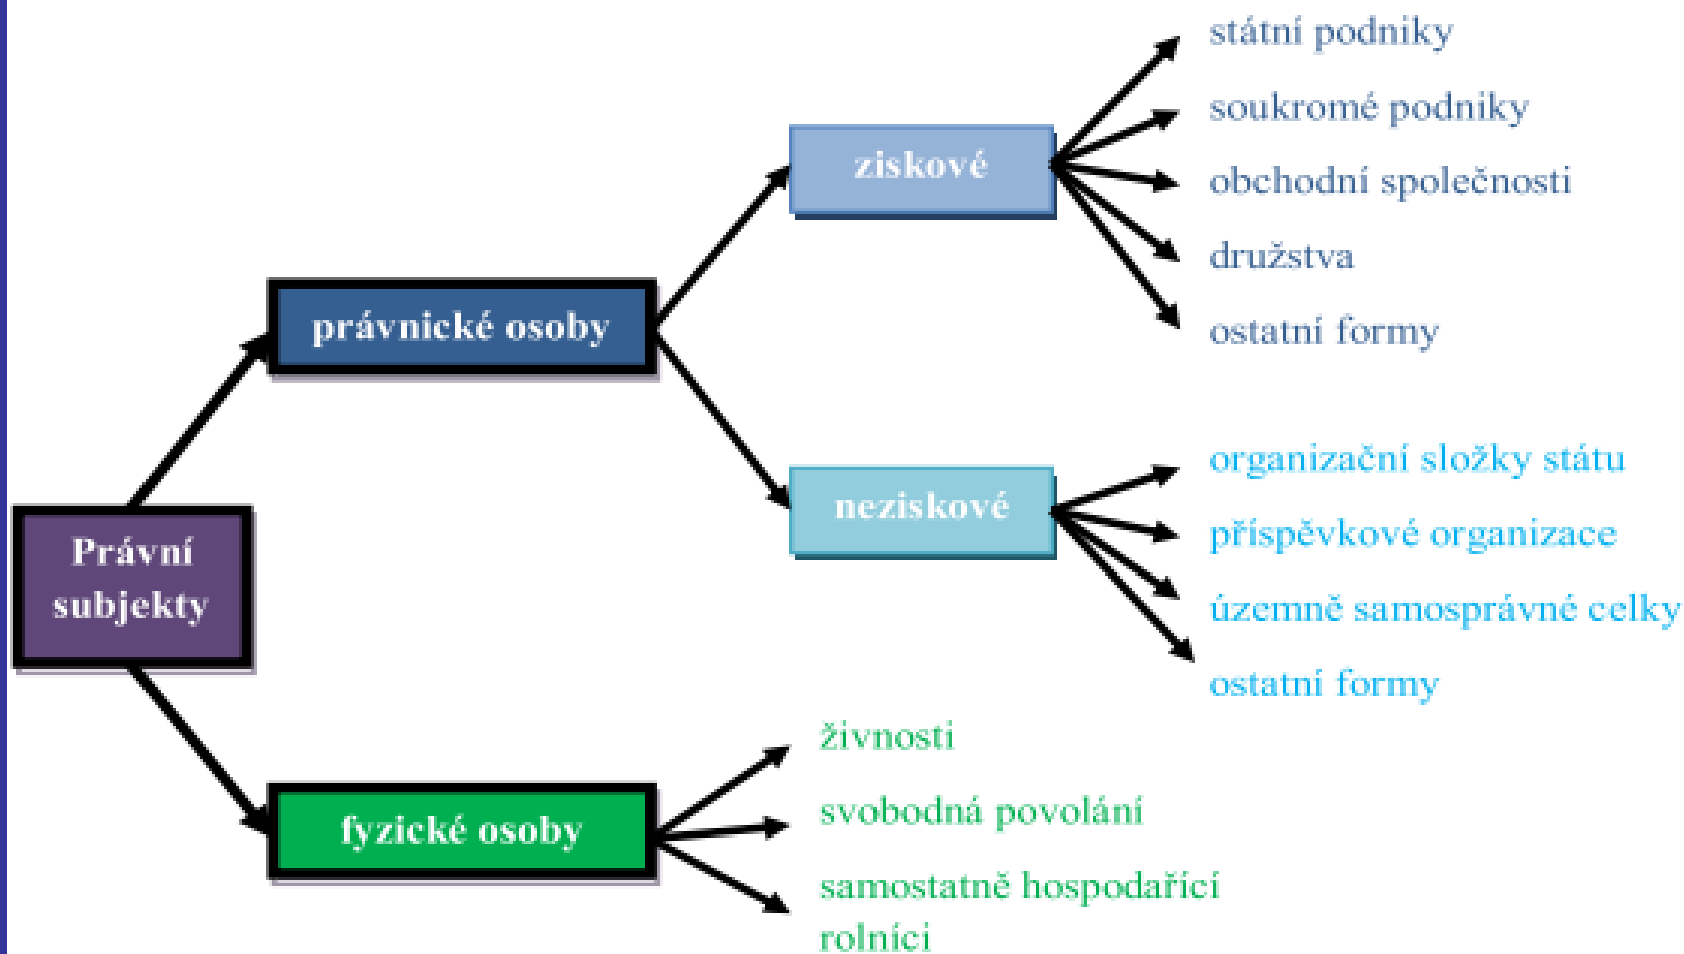 Právní
subjekty
právnické osoby
ziskové
státní podniky
soukromé podniky
obchodní společnosti
družstva
ostatní formy
neziskové
organizační složky státu
příspěvkové organizace
územně samosprávné celky
ostatní formy
fyzické osoby
živnosti
svobodná povolání
samostatně hospodařící
rolníci